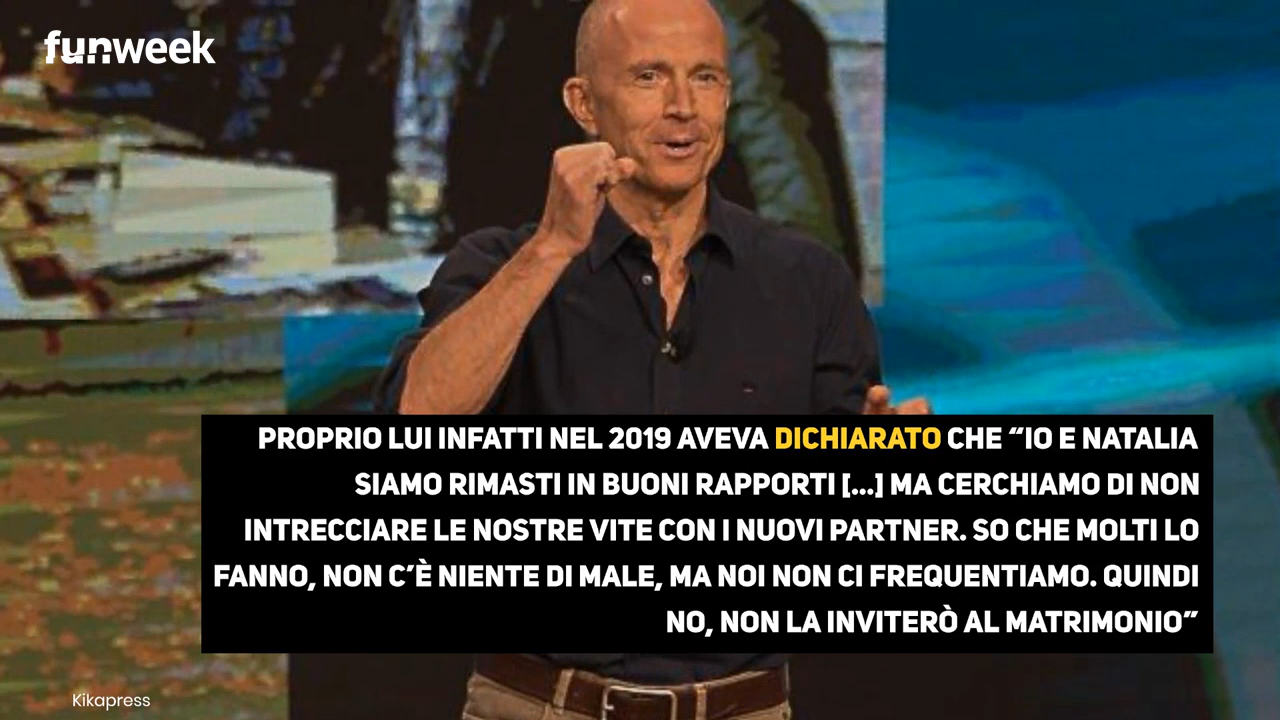 funweek
PROPRIO LUI INFATTI NEL 2019 AVEVA DICHIARATO CHE “IO E NATALIA
SIAMO RIMASTI IN BUONI RAPPORTI [...] MA CERCHIAMO DI NON
INTRECCIARE LE NOSTRE VITE CON I NUOVI PARTNER. SO CHE MOLTI LO
FANNO, NON C’È NIENTE DI MALE, MA NOI NON CI FREQUENTIAMO. QUINDI
NO, NON LA INVITERÒ AL MATRIMONIO”
Kikapress